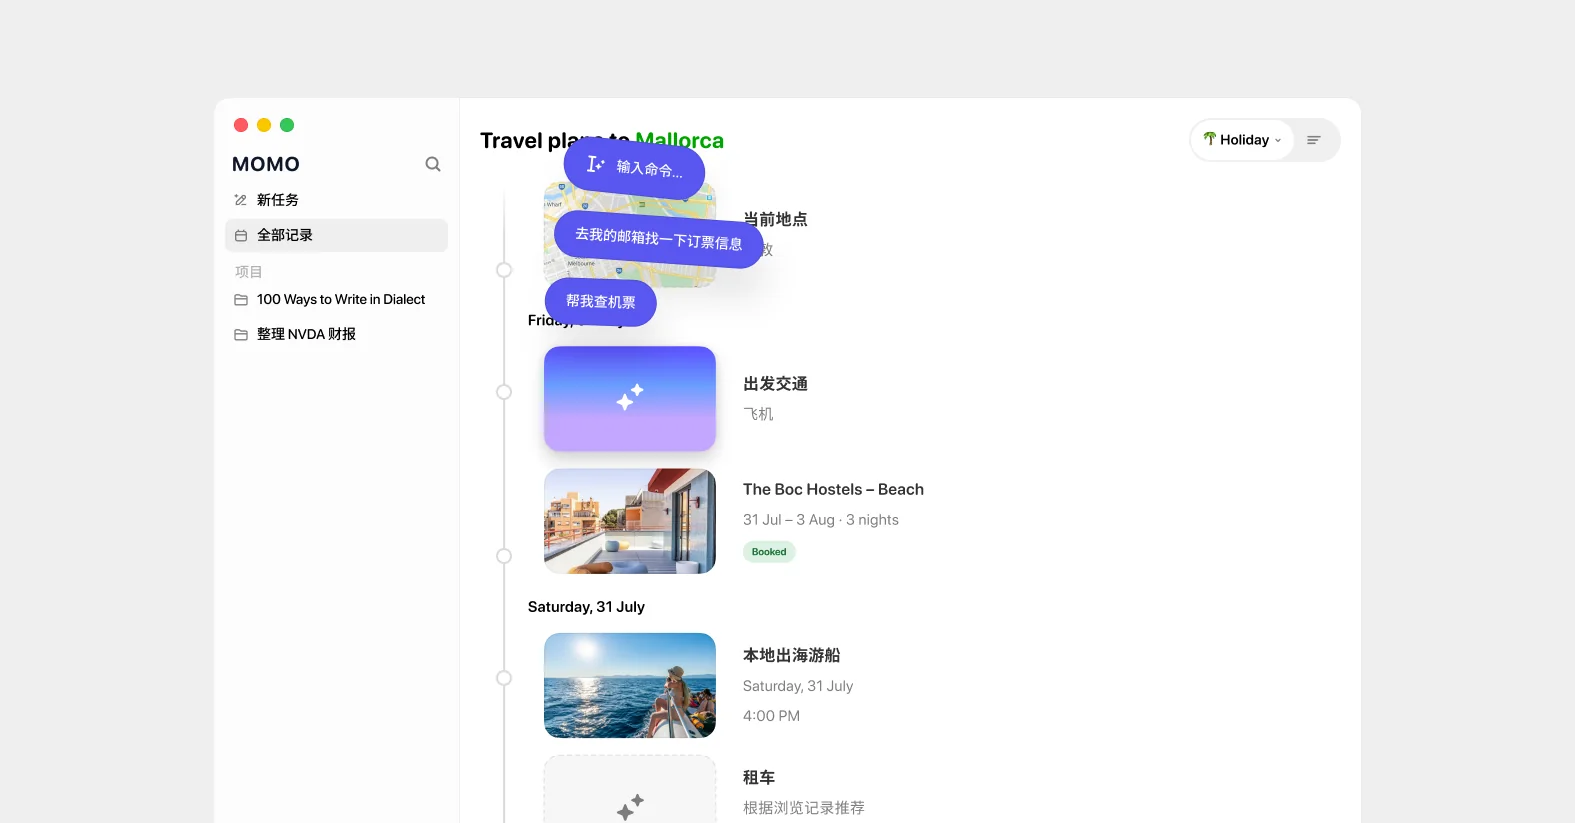 MOMO
新任务
全部记录
项目
100 Ways to Write in Dialect
整理 NVDA 财报
Travel plans to Mallorca
Holiday
输入命令...
当前地点
去我的邮箱找一下订票信息
帮我查机票
Melbourne
出发交通
飞机
The Boc Hostels – Beach
31 Jul – 3 Aug · 3 nights
Booked
Saturday, 31 July
本地出海游船
Saturday, 31 July
4:00 PM
租车
根据浏览记录推荐